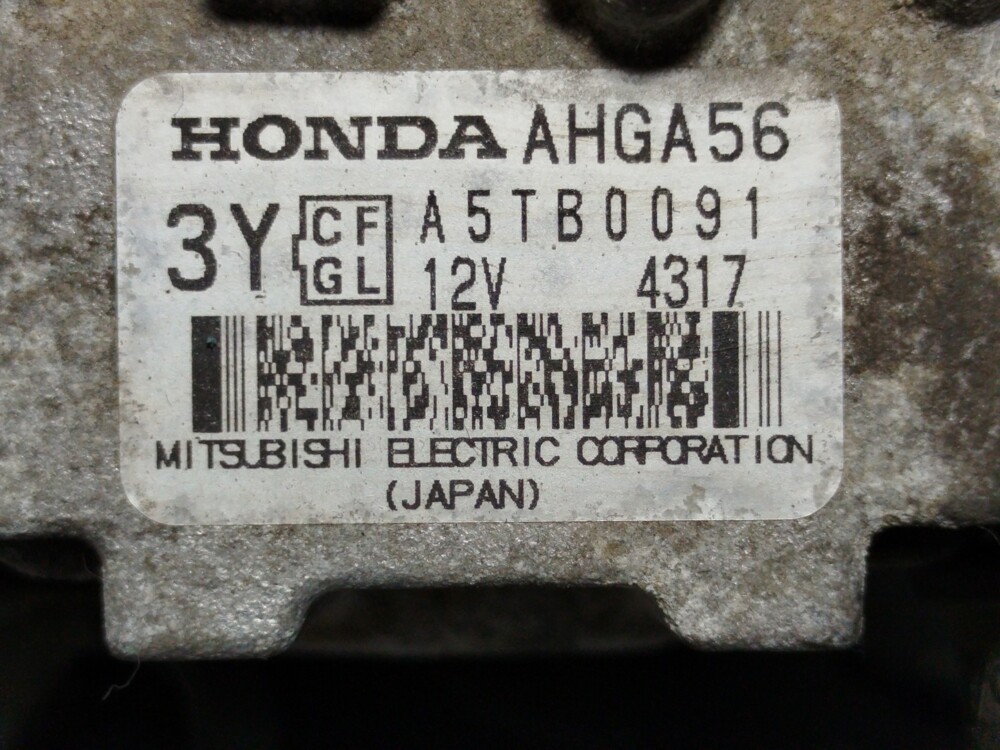 HONDA AHGA56
3Y CF GL A5TB0091
12V 4317
MITSUBISHI ELECTRIC CORPORATION
(JAPAN)